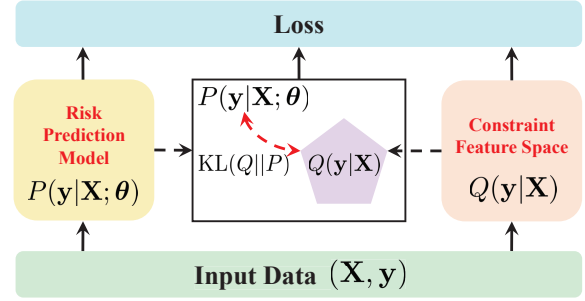 Loss
Risk
Prediction
Model
P(y|X; θ)
P(y|X; θ)
KL(Q||P)
Q(y|X)
Constraint
Feature Space
Q(y|X)
Input Data (X, y)